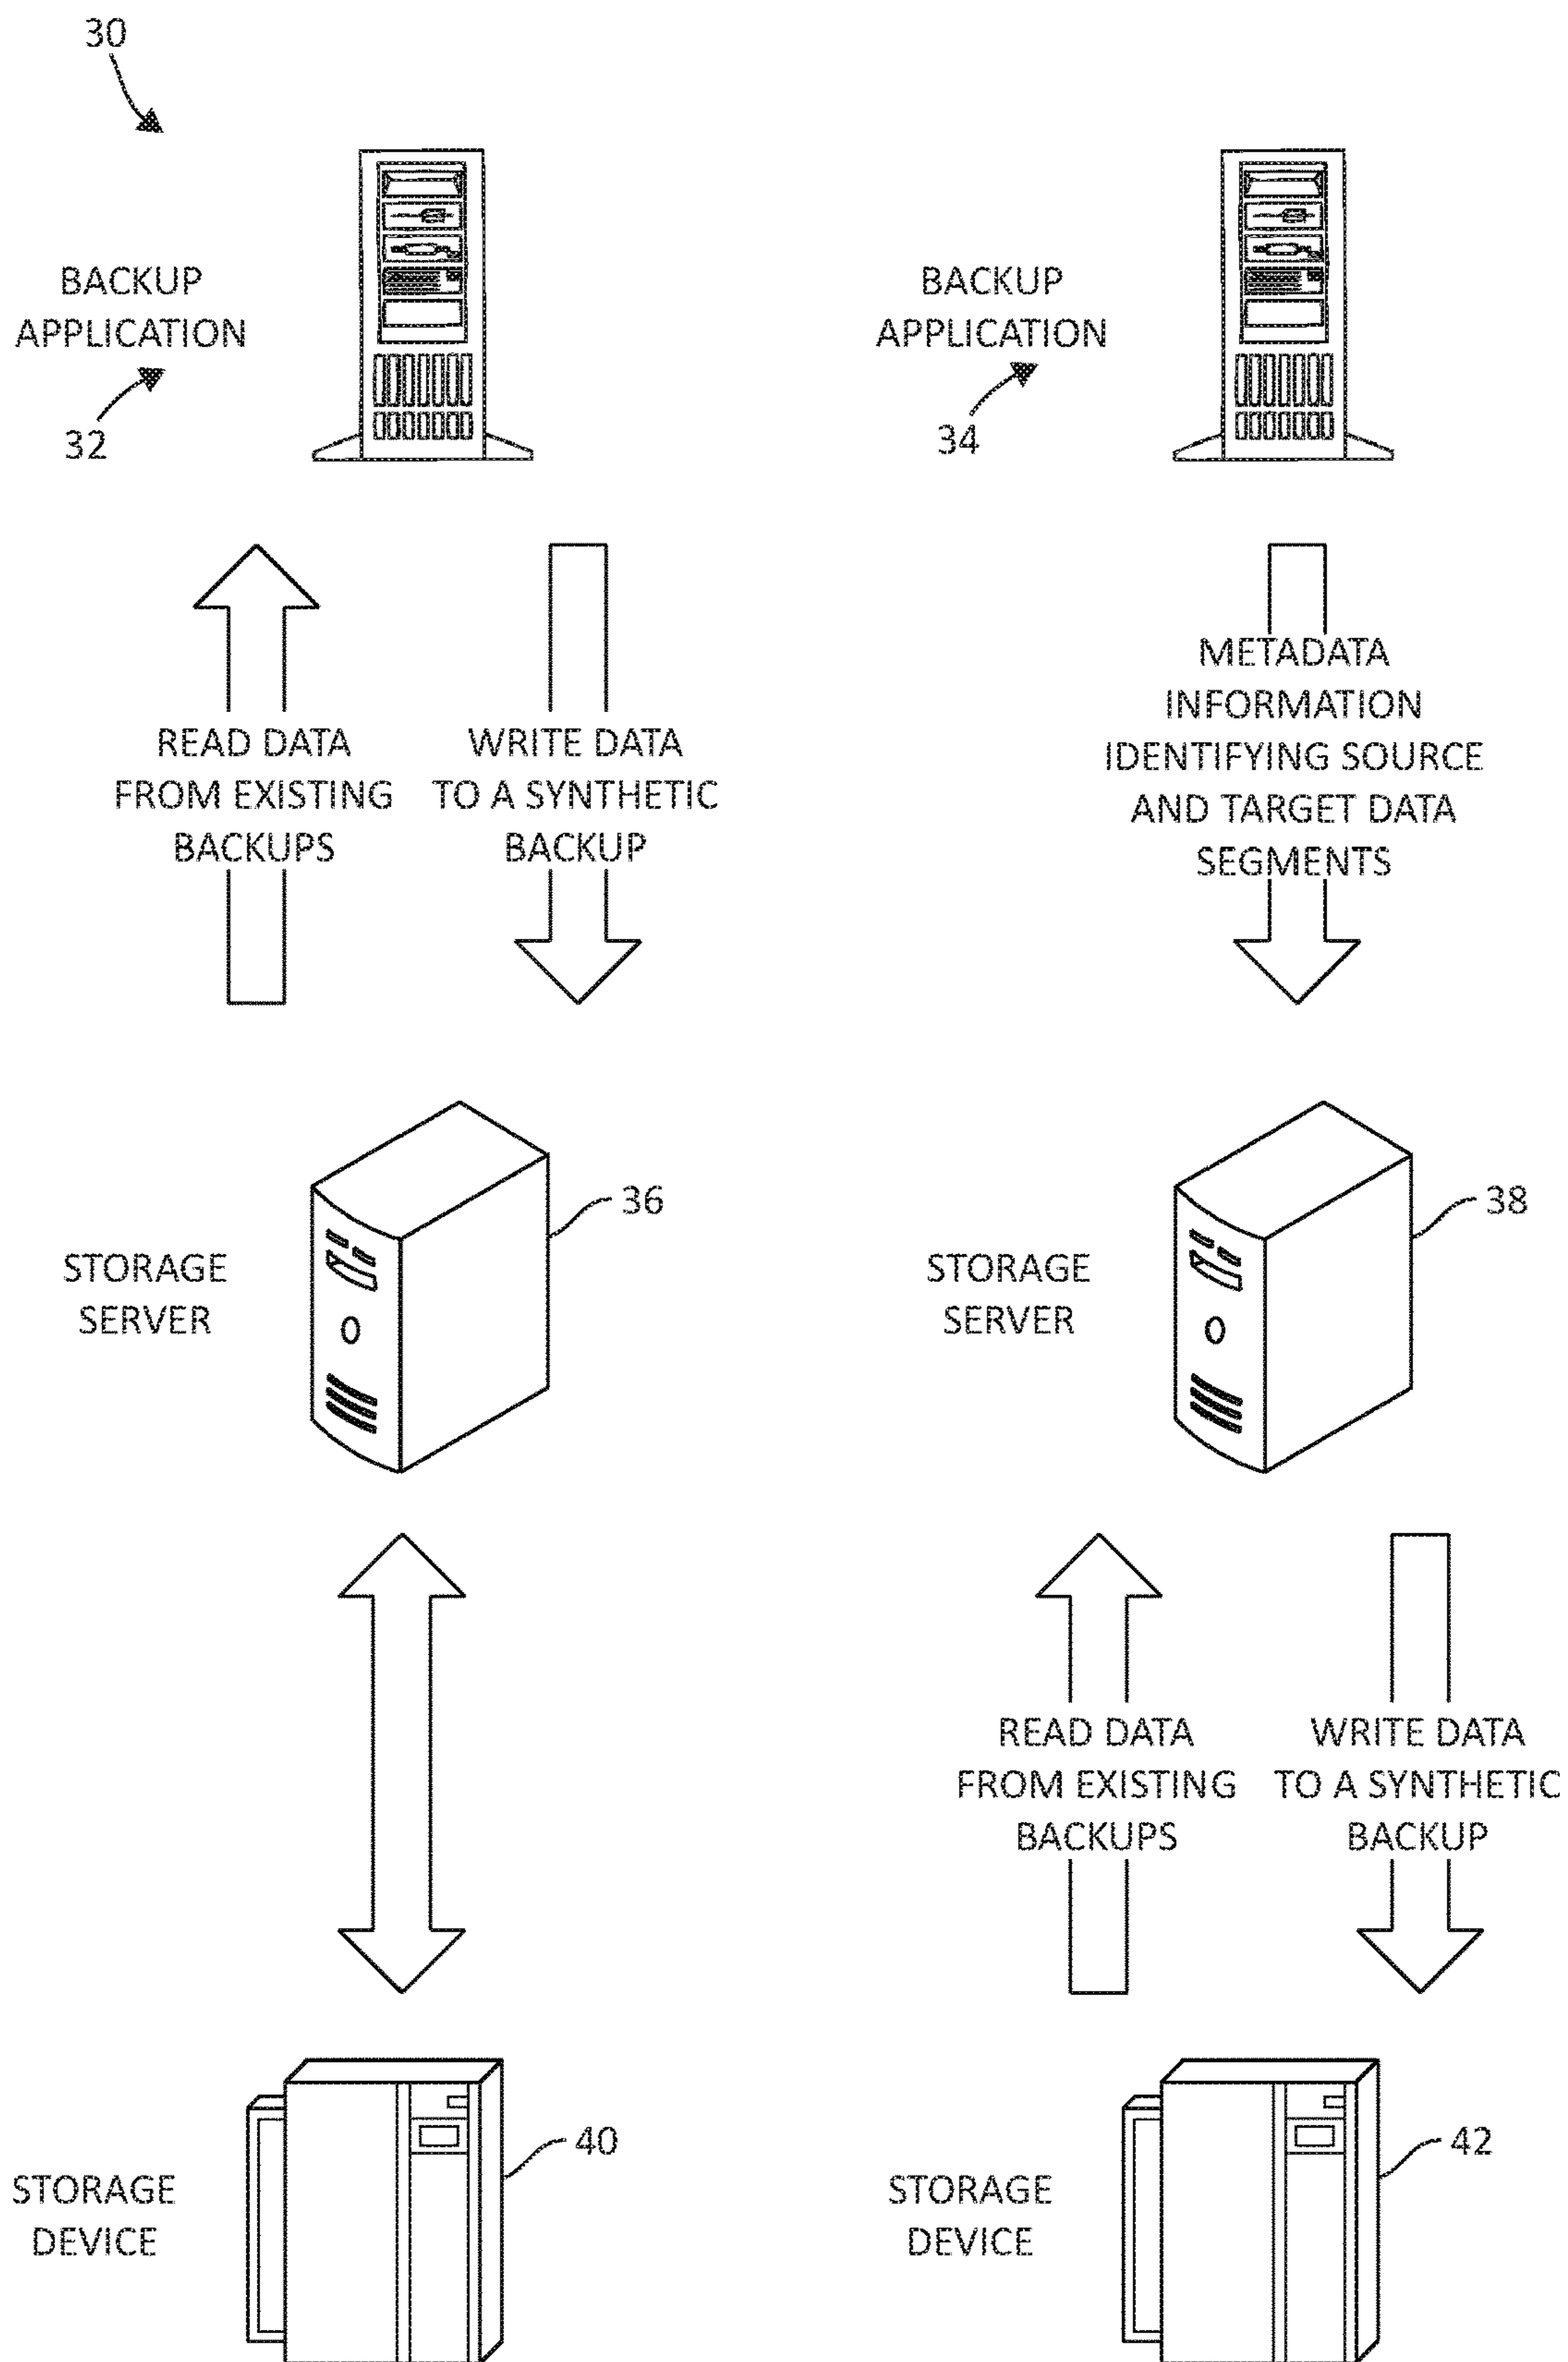 30
BACKUP
APPLICATION
32
BACKUP
APPLICATION
34
READ DATA
FROM EXISTING
BACKUPS
WRITE DATA
TO A SYNTHETIC
BACKUP
METADATA
INFORMATION
IDENTIFYING SOURCE
AND TARGET DATA
SEGMENTS
STORAGE
SERVER
36
STORAGE
SERVER
38
READ DATA
FROM EXISTING
BACKUPS
WRITE DATA
TO A SYNTHETIC
BACKUP
STORAGE
DEVICE
40
STORAGE
DEVICE
42